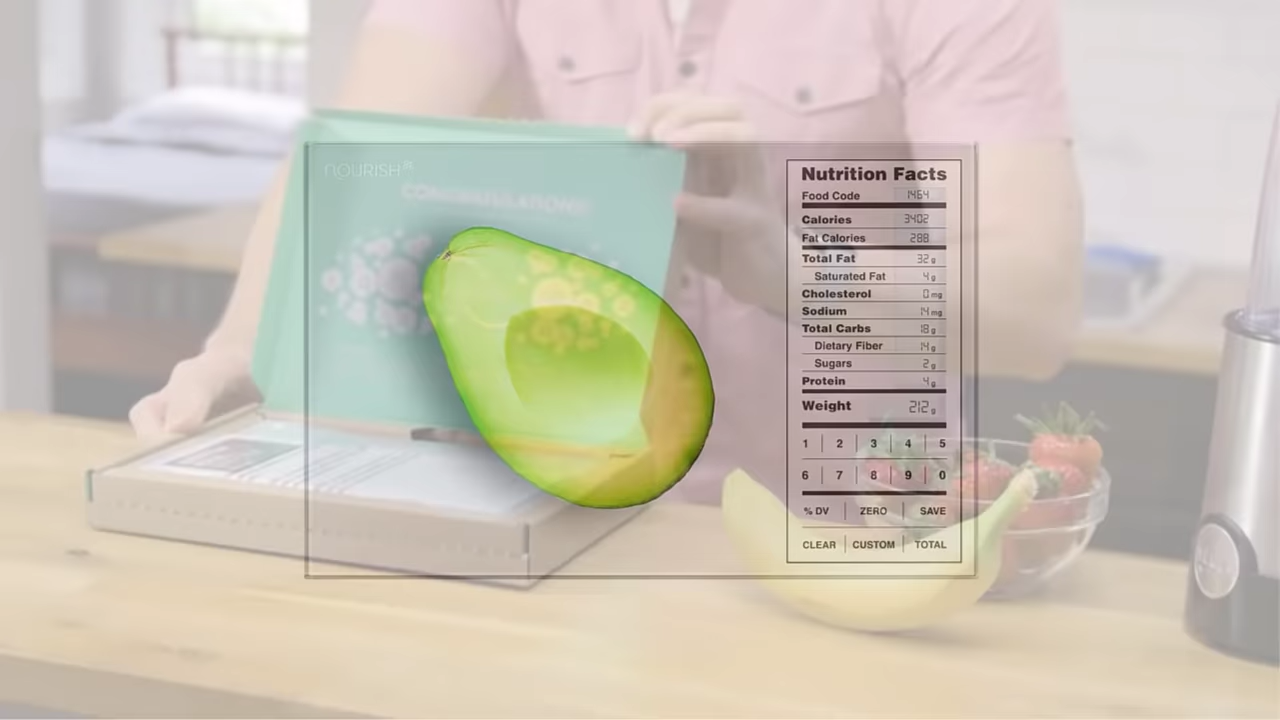 NOURISH
CONGRATULATIONS!
Nutrition Facts
Food Code 1464
Calories 3402
Fat Calories 288
Total Fat 32 g
Saturated Fat 4 g
Cholesterol 0 mg
Sodium 14 mg
Total Carbs 18 g
Dietary Fiber 14 g
Sugars 2 g
Protein 4 g
Weight 212 g
1 2 3 4 5
6 7 8 9 0
% DV ZERO SAVE
CLEAR CUSTOM TOTAL